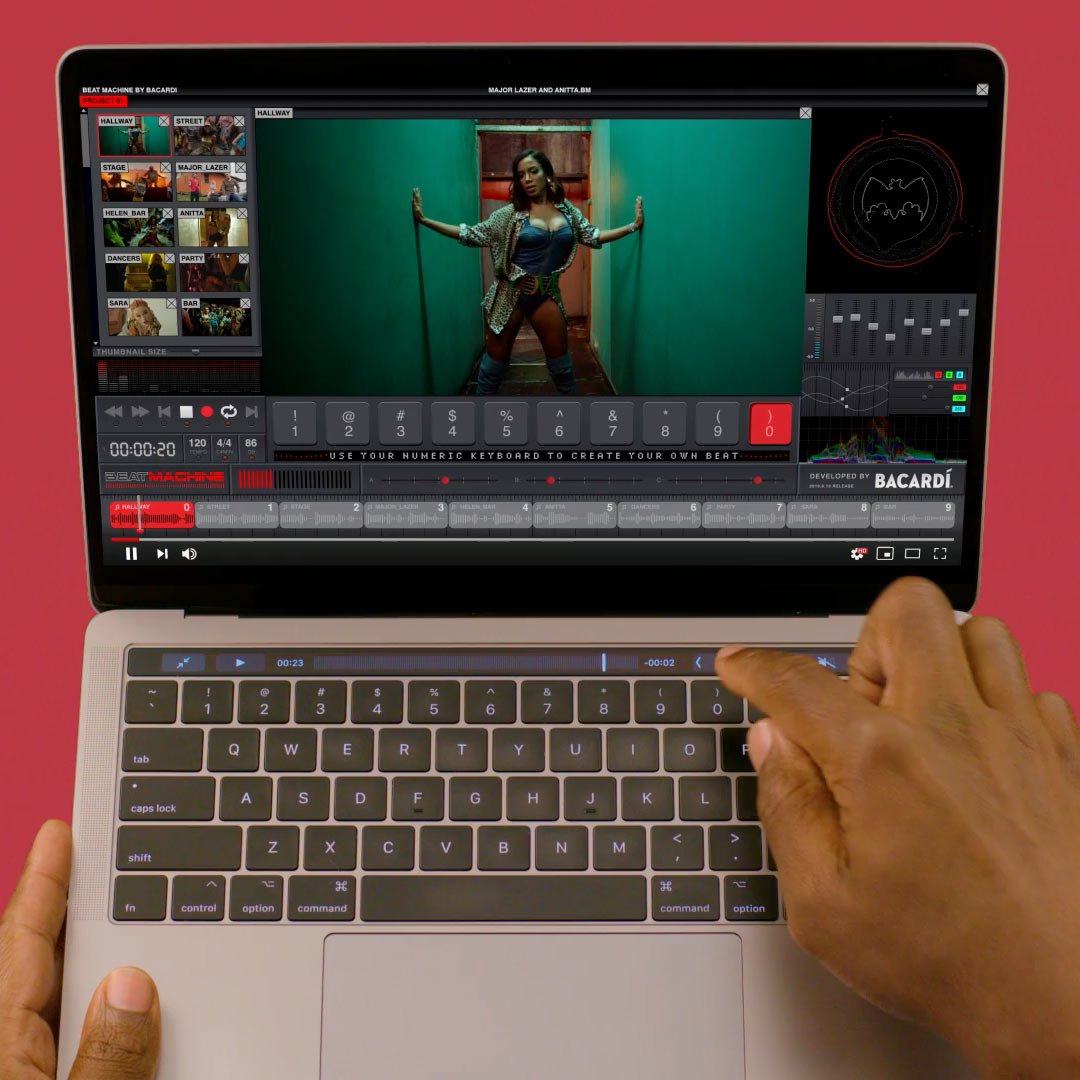 BEAT MACHINE BY BACARDI
MAJOR LAZER AND ANITTA.BM
PROJECT 01
HALLWAY
STREET
STAGE
MAJOR_LAZER
HELEN_BAR
ANITTA
DANCERS
PARTY
SARA
BAR
THUMBNAIL SIZE
HALLWAY
00:00:20
120
TEMPO
4/4
86
! @ # $ % ^ & * ( )
1 2 3 4 5 6 7 8 9 0
USE YOUR NUMERIC KEYBOARD TO CREATE YOUR OWN BEAT
BEATMACHINE
A:
B:
C:
DEVELOPED BY
BACARDÍ.
HALLWAY 0
STREET 1
STAGE 2
MAJOR_LAZER 3
HELEN_BAR 4
ANITTA 5
DANCERS 6
PARTY 7
SARA 8
BAR 9
HD
00:23
-00:02
~ ! @ # $ % ^ & * ( )
` 1 2 3 4 5 6 7 8 9 0
tab Q W E R T Y U I O P
caps lock A S D F G H J K L
shift Z X C V B N M < , > .
fn control option command command option